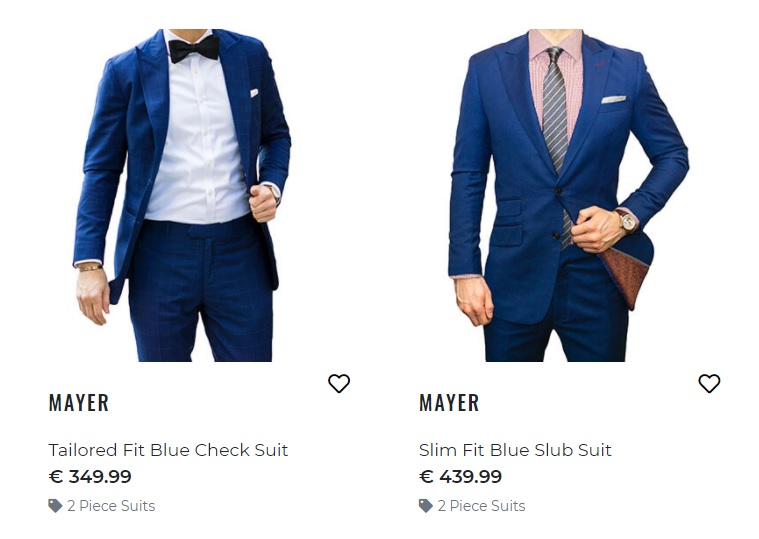 MAYER
Tailored Fit Blue Check Suit
€ 349.99
2 Piece Suits
MAYER
Slim Fit Blue Slub Suit
€ 439.99
2 Piece Suits